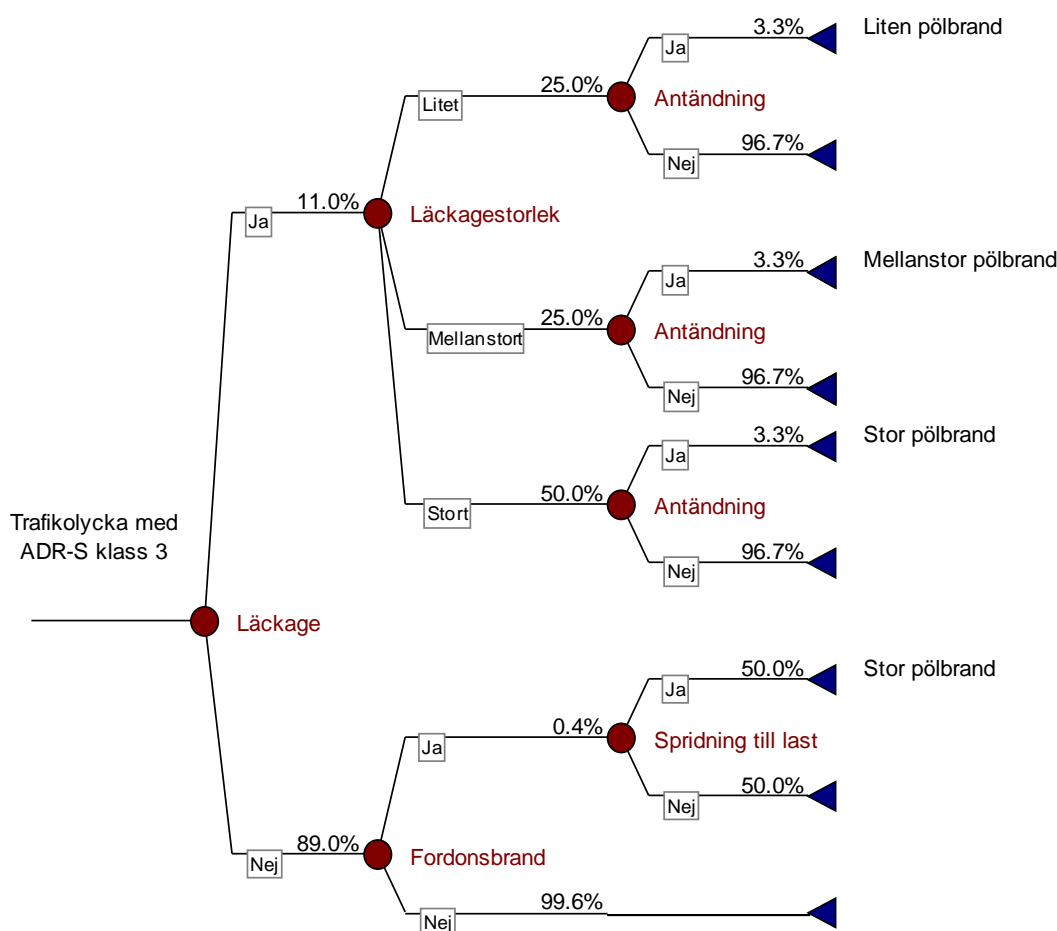 3.3%
Liten pölbrand
Ja
25.0%
Antändning
Litet
96.7%
Nej
11.0%
Läckagestorlek
Ja
3.3%
Mellanstor pölbrand
Ja
25.0%
Antändning
Mellanstort
96.7%
Nej
3.3%
Stor pölbrand
Ja
50.0%
Antändning
Stort
96.7%
Nej
Trafikolycka med
ADR-S klass 3
Läckage
50.0%
Stor pölbrand
Ja
0.4%
Spridning till last
Ja
50.0%
Nej
89.0%
Fordonsbrand
Nej
99.6%
Nej